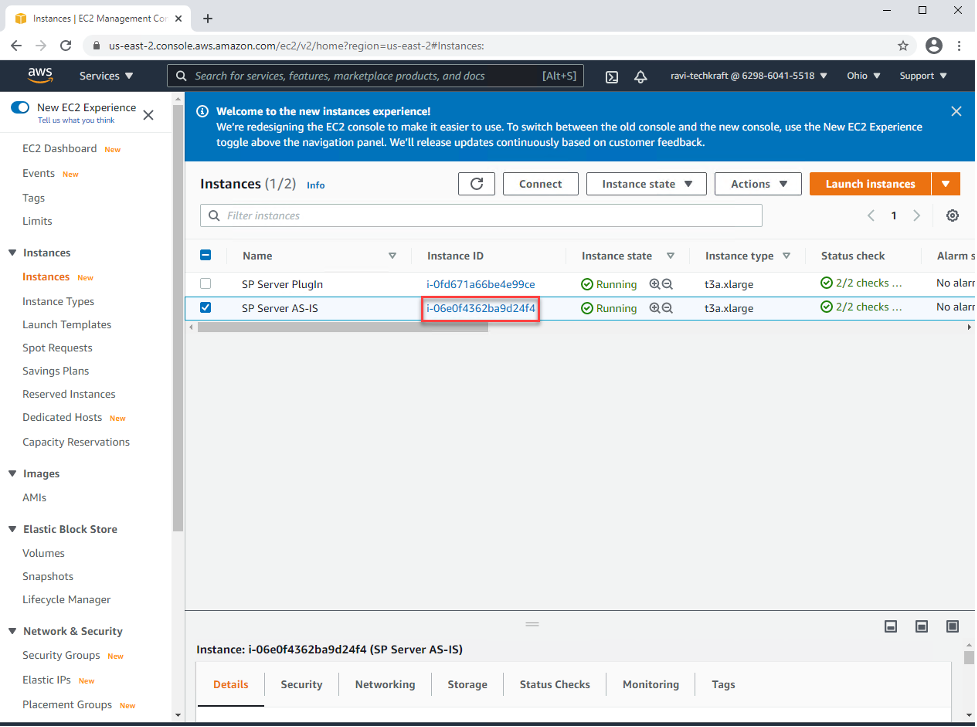 Instances | EC2 Management Con
us-east-2.console.aws.amazon.com/ec2/v2/home?region=us-east-2#Instances:
aws
Services
Search for services, features, marketplace products, and docs
[Alt+S]
ravi-techkraft @ 6298-6041-5518
Ohio
Support
New EC2 Experience
Tell us what you think
EC2 Dashboard New
Events New
Tags
Limits
Instances
Instances New
Instance Types
Launch Templates
Spot Requests
Savings Plans
Reserved Instances
Dedicated Hosts New
Capacity Reservations
Images
AMIs
Elastic Block Store
Volumes
Snapshots
Lifecycle Manager
Network & Security
Security Groups New
Elastic IPs New
Placement Groups New
Welcome to the new instances experience!
We're redesigning the EC2 console to make it easier to use. To switch between the old console and the new console, use the New EC2 Experience
toggle above the navigation panel. We'll release updates continuously based on customer feedback.
Instances (1/2) Info
Connect
Instance state
Actions
Launch instances
Filter instances
1
Name Instance ID Instance state Instance type Status check Alarm s
SP Server PlugIn i-0fd671a66be4e99ce Running t3a.xlarge 2/2 checks ... No alar
SP Server AS-IS i-06e0f4362ba9d24f4 Running t3a.xlarge 2/2 checks ... No alar
Instance: i-06e0f4362ba9d24f4 (SP Server AS-IS)
Details Security Networking Storage Status Checks Monitoring Tags